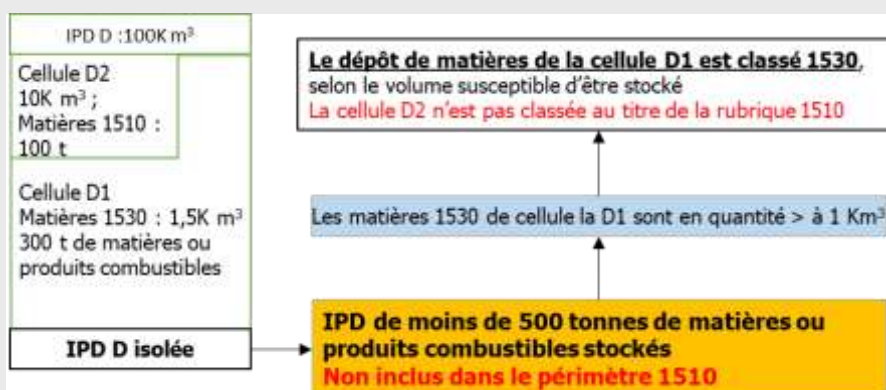 IPD D :100K m³
Cellule D2
10K m³ ;
Matières 1510 :
100 t
Cellule D1
Matières 1530 : 1,5K m³
300 t de matières ou
produits combustibles
IPD D isolée
Le dépôt de matières de la cellule D1 est classé 1530,
selon le volume susceptible d'être stocké
La cellule D2 n'est pas classée au titre de la rubrique 1510
Les matières 1530 de cellule la D1 sont en quantité > à 1 Km³
IPD de moins de 500 tonnes de matières ou
produits combustibles stockés
Non inclus dans le périmètre 1510